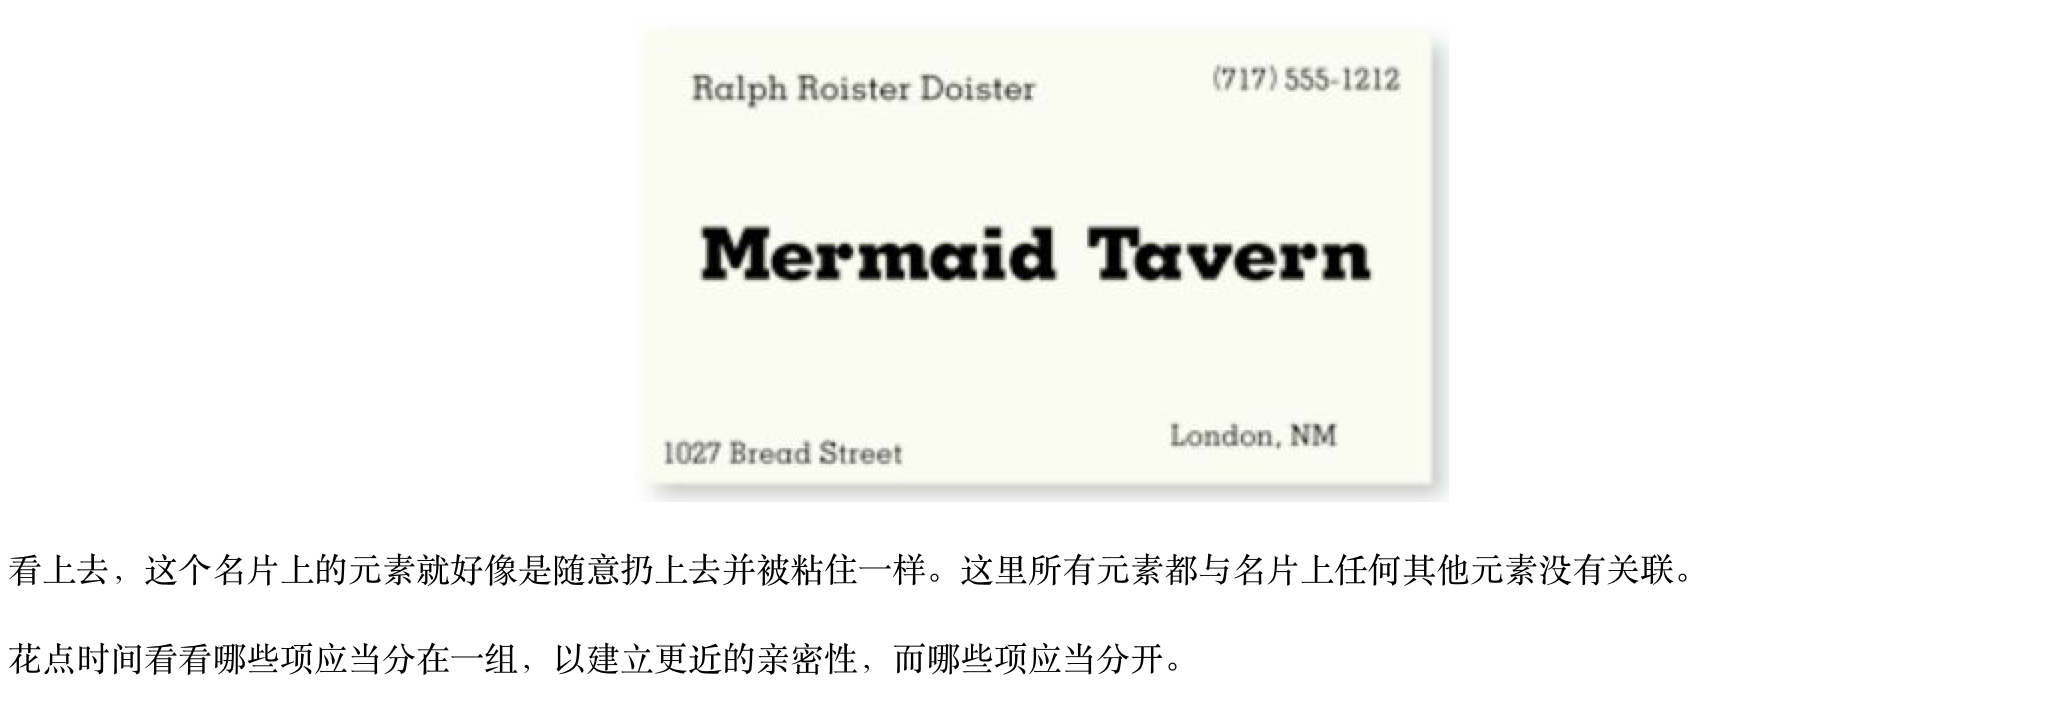 Ralph Roister Doister
(717) 555-1212
Mermaid Tavern
London, NM
1027 Bread Street
看上去，这个名片上的元素就好像是随意扔上去并被粘住一样。这里所有元素都与名片上任何其他元素没有关联。
花点时间看看哪些项应当分在一组，以建立更近的亲密性，而哪些项应当分开。